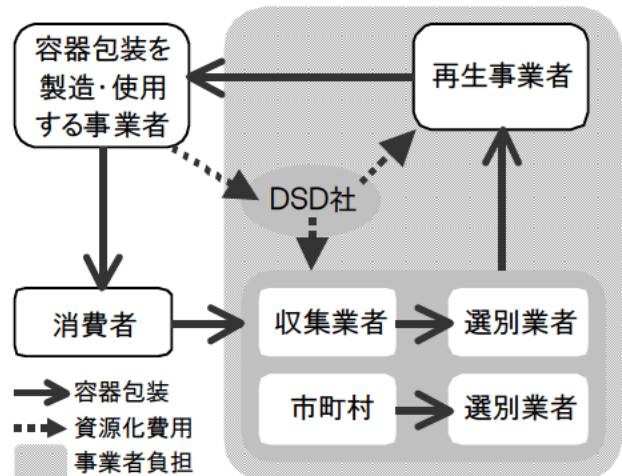 容器包装を
製造・使用
する事業者
再生事業者
DSD社
消費者
収集業者
選別業者
市町村
選別業者
容器包装
資源化費用
事業者負担